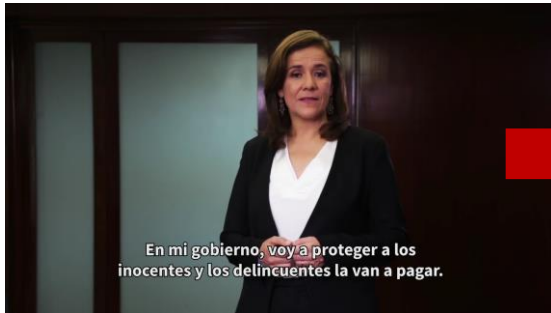 En mi gobierno, voy a proteger a los
inocentes y los delincuentes la van a pagar.